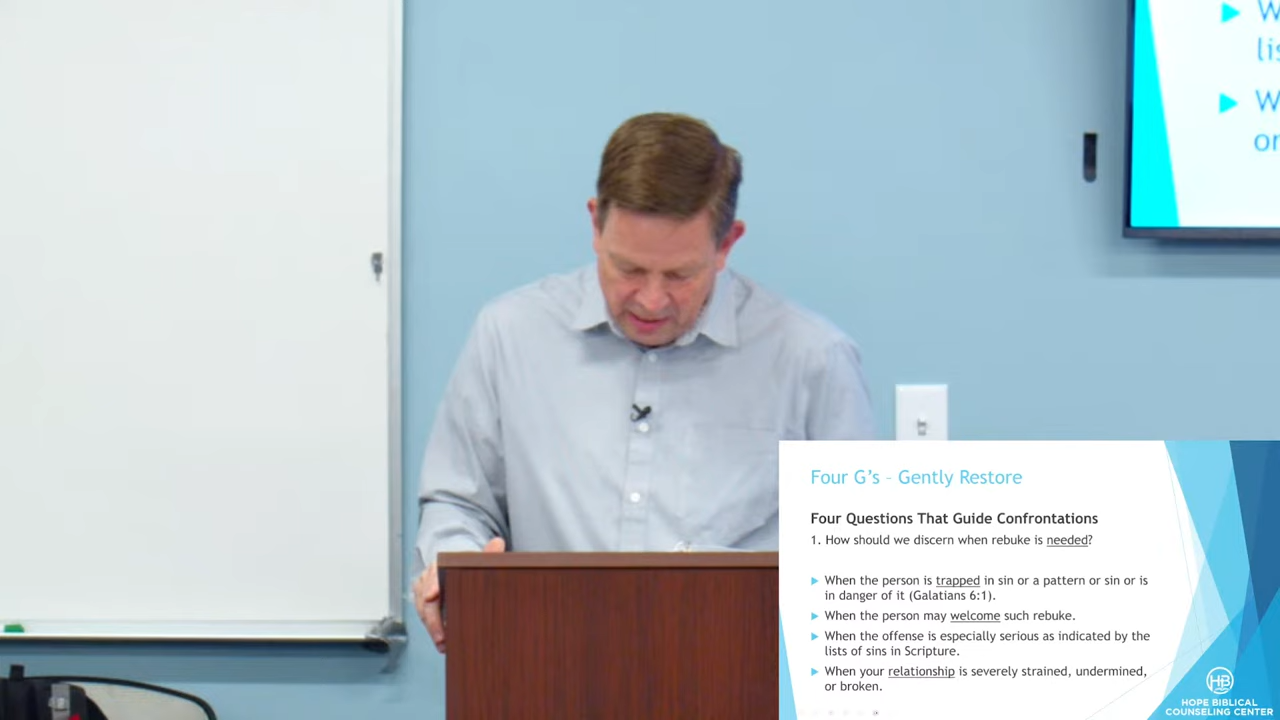 W
lis
W
or
Four G's – Gently Restore
Four Questions That Guide Confrontations
1. How should we discern when rebuke is needed?
When the person is trapped in sin or a pattern or sin or is
in danger of it (Galatians 6:1).
When the person may welcome such rebuke.
When the offense is especially serious as indicated by the
lists of sins in Scripture.
When your relationship is severely strained, undermined,
or broken.
HB
HOPE BIBLICAL
COUNSELING CENTER